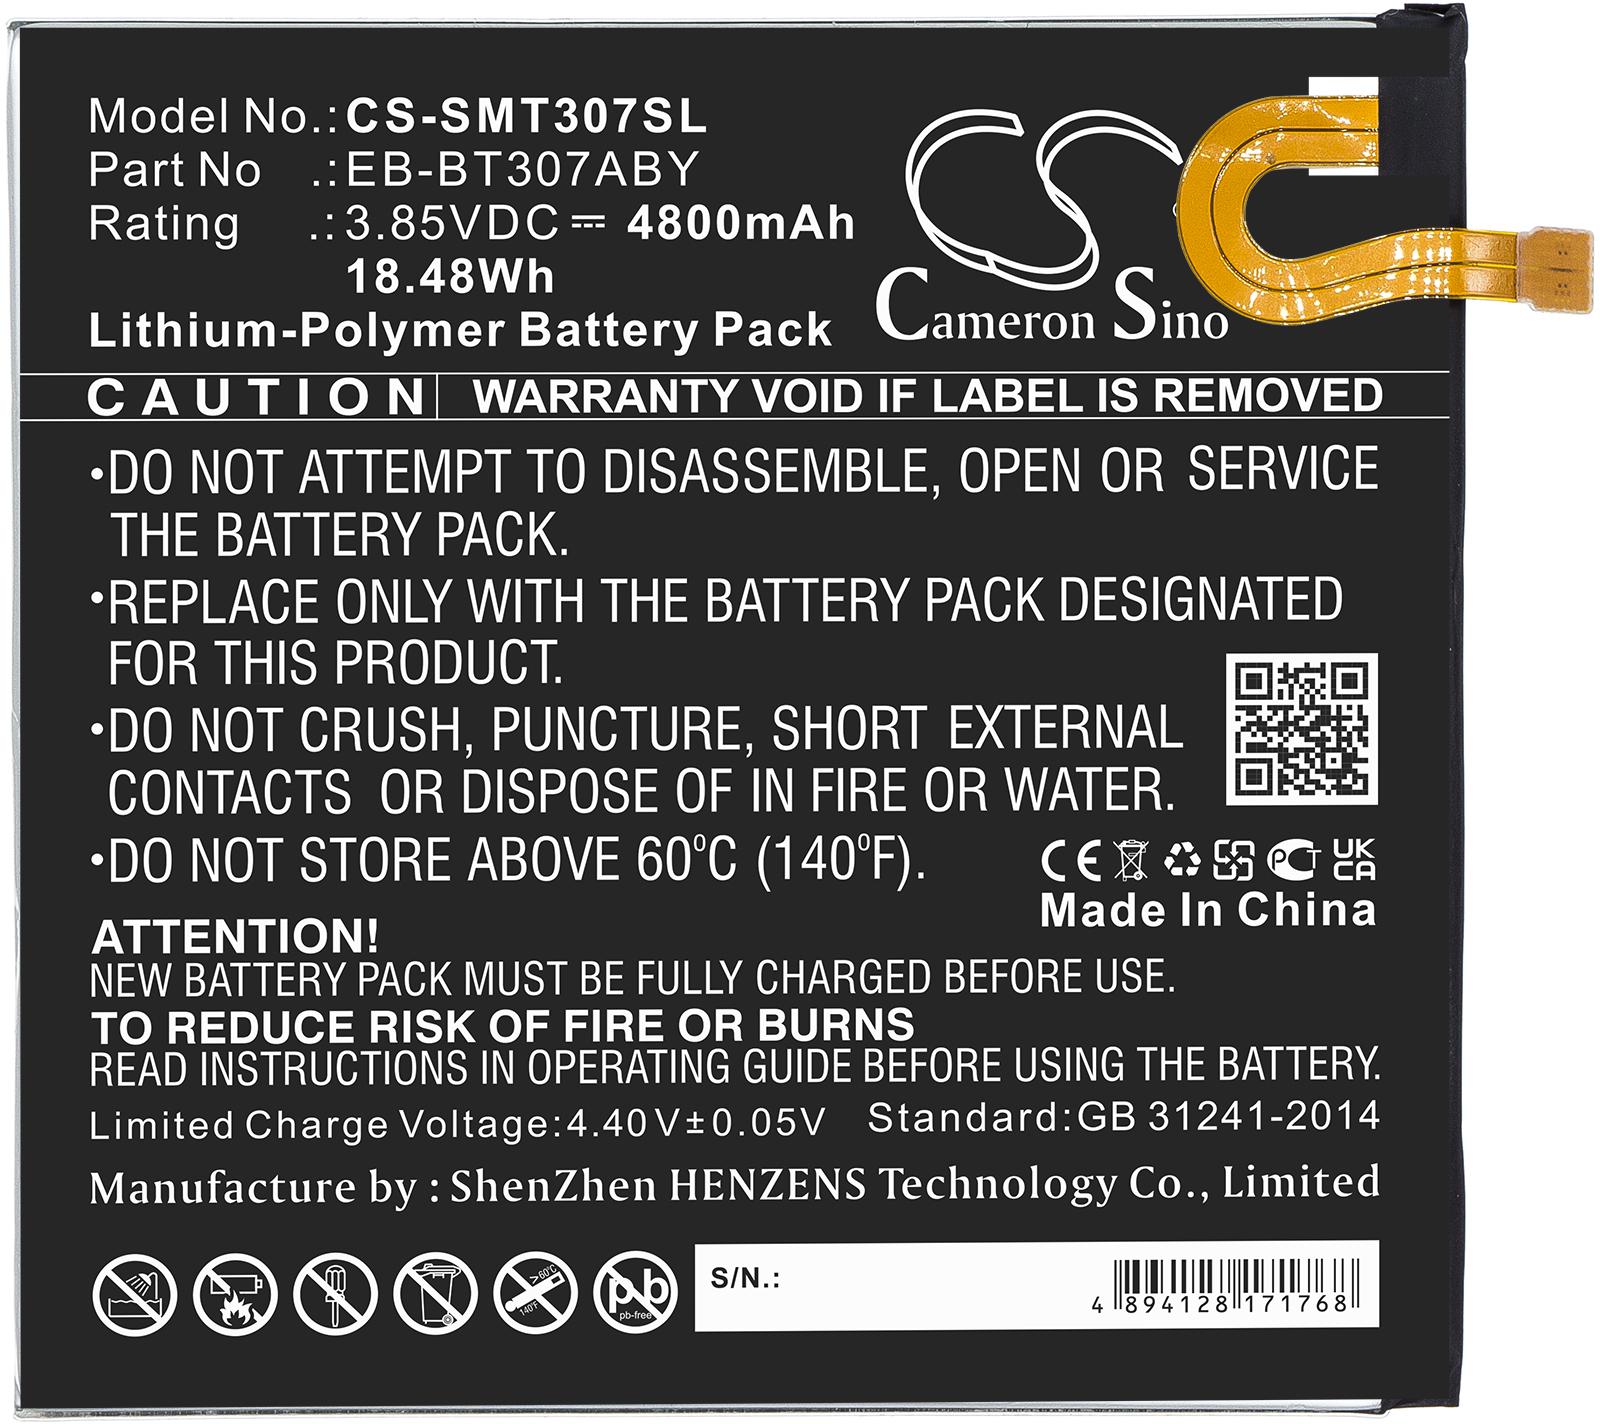 Model No.:CS-SMT307SL
Part No .:EB-BT307ABY
Rating .:3.85VDC⎓ 4800mAh
18.48Wh
Lithium-Polymer Battery Pack
CS
Cameron Sino
CAUTION WARRANTY VOID IF LABEL IS REMOVED
•DO NOT ATTEMPT TO DISASSEMBLE, OPEN OR SERVICE
THE BATTERY PACK.
•REPLACE ONLY WITH THE BATTERY PACK DESIGNATED
FOR THIS PRODUCT.
•DO NOT CRUSH, PUNCTURE, SHORT EXTERNAL
CONTACTS OR DISPOSE OF IN FIRE OR WATER.
•DO NOT STORE ABOVE 60°C (140°F).
CE PCT UK
CA
Made In China
ATTENTION!
NEW BATTERY PACK MUST BE FULLY CHARGED BEFORE USE.
TO REDUCE RISK OF FIRE OR BURNS
READ INSTRUCTIONS IN OPERATING GUIDE BEFORE USING THE BATTERY.
Limited Charge Voltage:4.40V±0.05V Standard:GB 31241-2014
Manufacture by : ShenZhen HENZENS Technology Co., Limited
>60°C
140°F
pb
pb-free
S/N.:
4 894128 171768